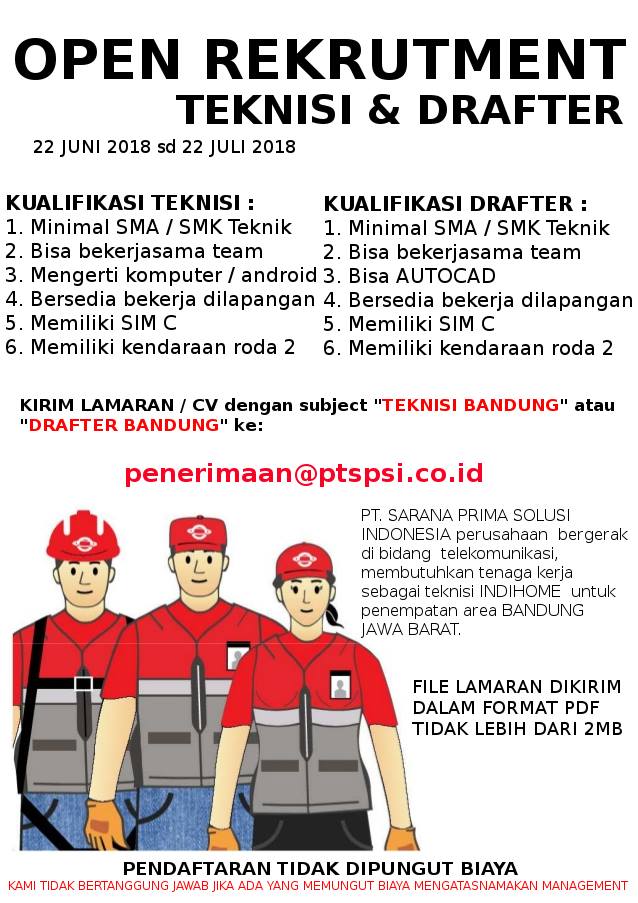 OPEN REKRUTMENT
TEKNISI & DRAFTER
22 JUNI 2018 sd 22 JULI 2018
KUALIFIKASI TEKNISI :
1. Minimal SMA / SMK Teknik
2. Bisa bekerjasama team
3. Mengerti komputer / android
4. Bersedia bekerja dilapangan
5. Memiliki SIM C
6. Memiliki kendaraan roda 2
KUALIFIKASI DRAFTER :
1. Minimal SMA / SMK Teknik
2. Bisa bekerjasama team
3. Bisa AUTOCAD
4. Bersedia bekerja dilapangan
5. Memiliki SIM C
6. Memiliki kendaraan roda 2
KIRIM LAMARAN / CV dengan subject "TEKNISI BANDUNG" atau
"DRAFTER BANDUNG" ke:
penerimaan@ptspsi.co.id
PT. SARANA PRIMA SOLUSI
INDONESIA perusahaan bergerak
di bidang telekomunikasi,
membutuhkan tenaga kerja
sebagai teknisi INDIHOME untuk
penempatan area BANDUNG
JAWA BARAT.
FILE LAMARAN DIKIRIM
DALAM FORMAT PDF
TIDAK LEBIH DARI 2MB
PENDAFTARAN TIDAK DIPUNGUT BIAYA
KAMI TIDAK BERTANGGUNG JAWAB JIKA ADA YANG MEMUNGUT BIAYA MENGATASNAMAKAN MANAGEMENT